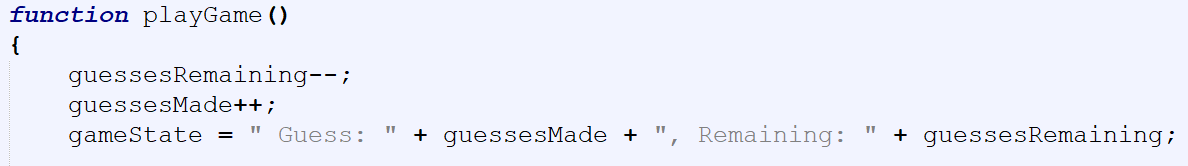 function playGame()
{
guessesRemaining--;
guessesMade++;
gameState = " Guess: " + guessesMade + ", Remaining: " + guessesRemaining;